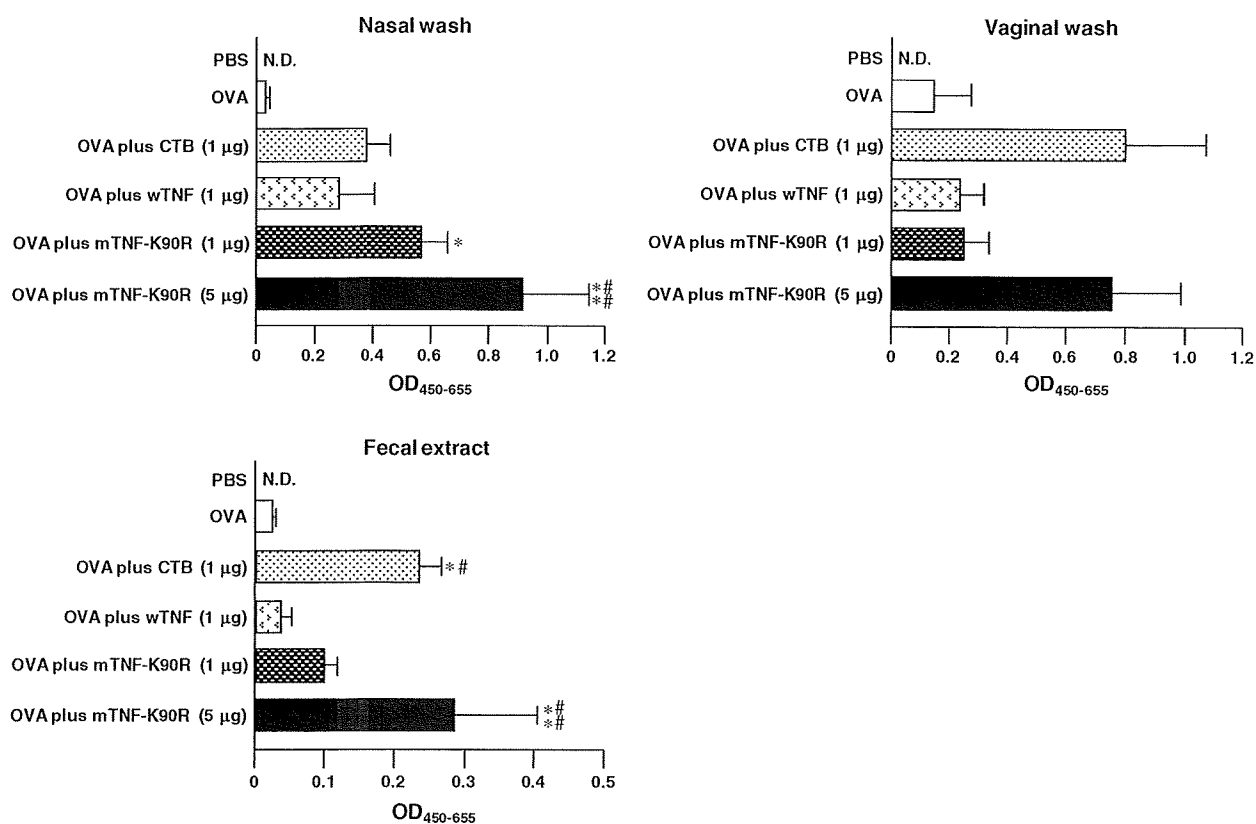 Nasal wash
PBS N.D.
OVA
OVA plus CTB (1 µg)
OVA plus wTNF (1 µg)
OVA plus mTNF-K90R (1 µg) *
OVA plus mTNF-K90R (5 µg) *#
*#
0 0.2 0.4 0.6 0.8 1.0 1.2
OD450-655
Vaginal wash
PBS N.D.
OVA
OVA plus CTB (1 µg)
OVA plus wTNF (1 µg)
OVA plus mTNF-K90R (1 µg)
OVA plus mTNF-K90R (5 µg)
0 0.2 0.4 0.6 0.8 1.0 1.2
OD450-655
Fecal extract
PBS N.D.
OVA
OVA plus CTB (1 µg) *#
OVA plus wTNF (1 µg)
OVA plus mTNF-K90R (1 µg)
OVA plus mTNF-K90R (5 µg) *#
*#
0 0.1 0.2 0.3 0.4 0.5
OD450-655